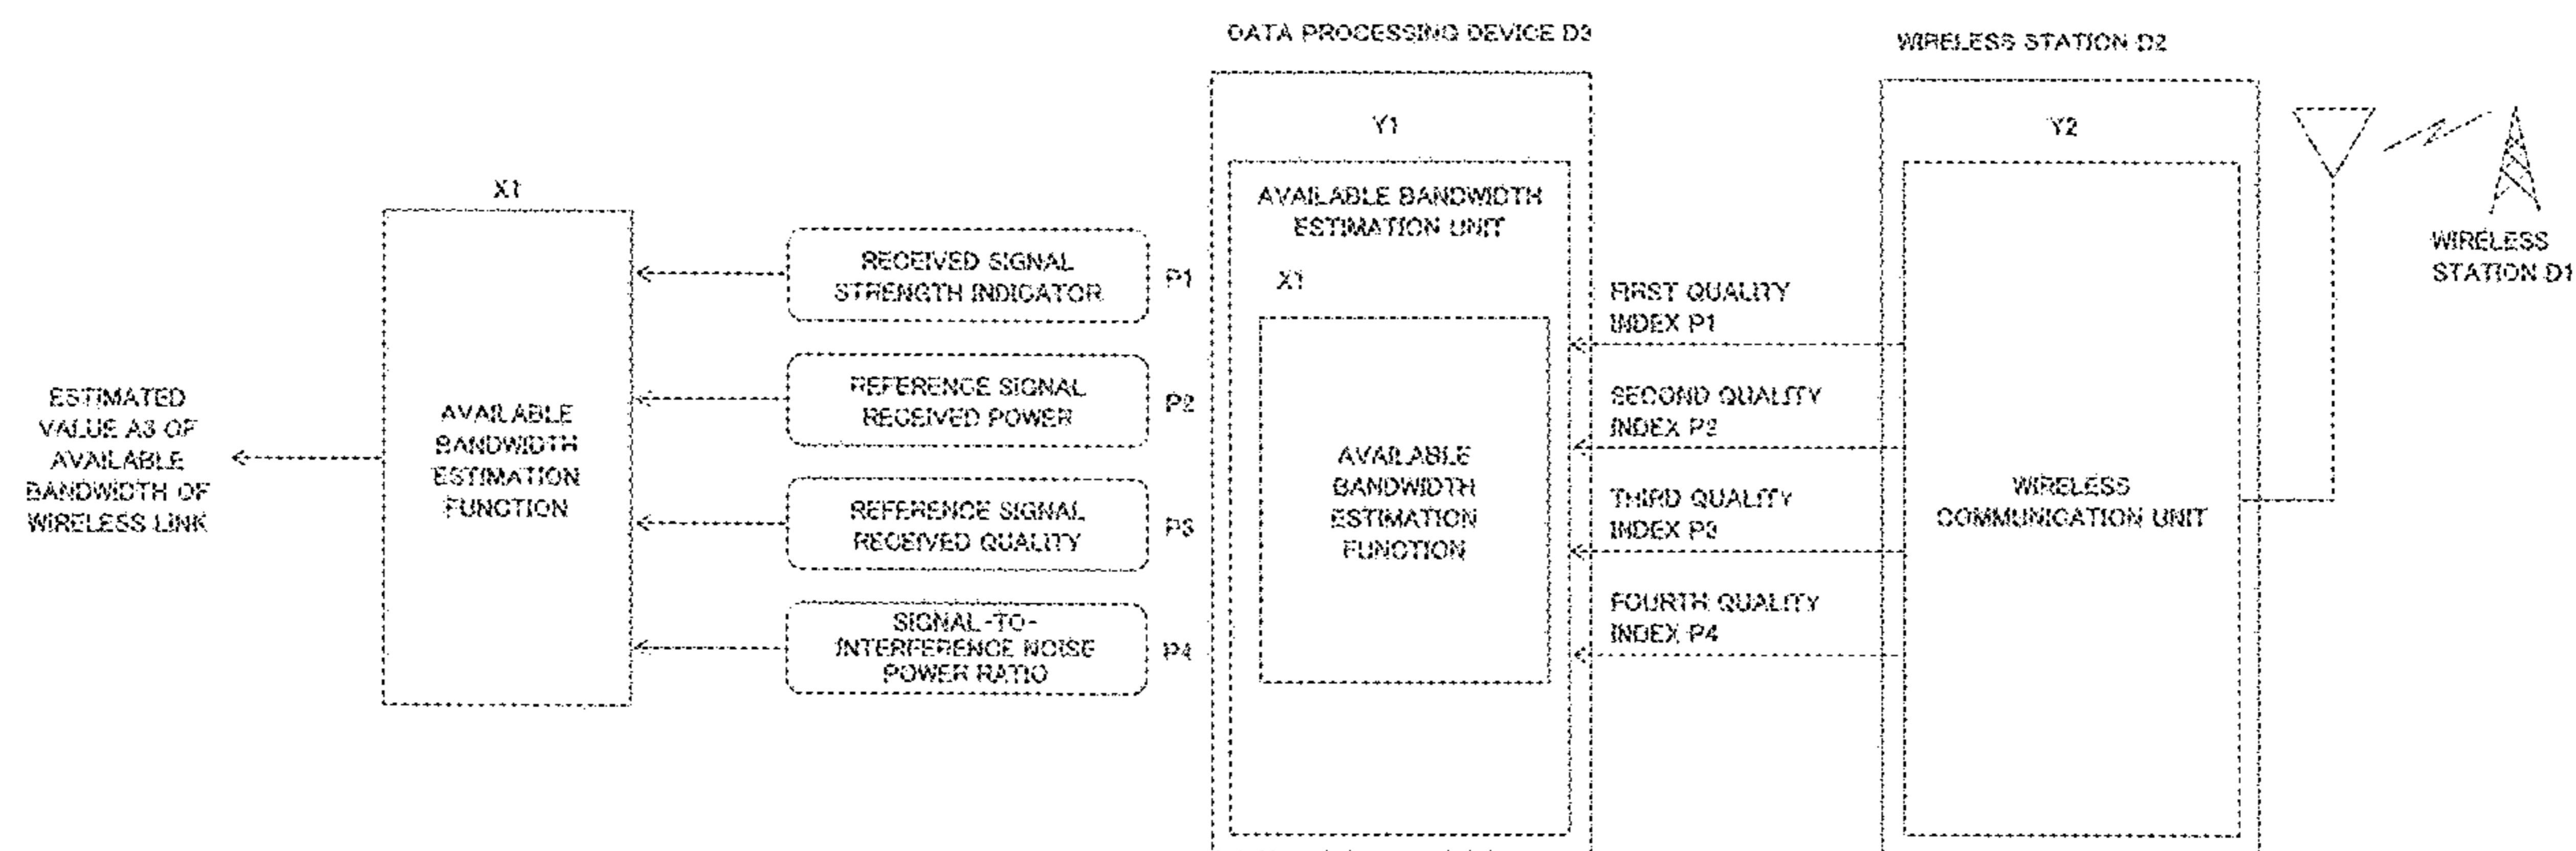 DATA PROCESSING DEVICE D3
WIRELESS STATION D2
Y1
Y2
X1
AVAILABLE BANDWIDTH
ESTIMATION UNIT
RECEIVED SIGNAL
STRENGTH INDICATOR
P1
X1
FIRST QUALITY
INDEX P1
WIRELESS
STATION D1
REFERENCE SIGNAL
RECEIVED POWER
P2
SECOND QUALITY
INDEX P2
ESTIMATED
VALUE A3 OF
AVAILABLE
BANDWIDTH OF
WIRELESS LINK
AVAILABLE
BANDWIDTH
ESTIMATION
FUNCTION
AVAILABLE
BANDWIDTH
ESTIMATION
FUNCTION
REFERENCE SIGNAL
RECEIVED QUALITY
P3
THIRD QUALITY
INDEX P3
WIRELESS
COMMUNICATION UNIT
SIGNAL-TO-
INTERFERENCE NOISE
POWER RATIO
P4
FOURTH QUALITY
INDEX P4